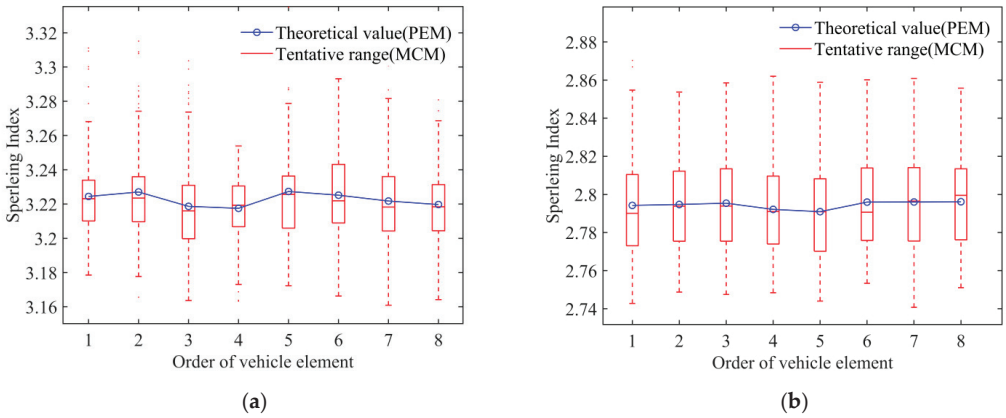 Theoretical value(PEM)
Tentative range(MCM)
3.32
3.3
3.28
3.26
3.24
3.22
3.2
3.18
3.16
Sperleing Index
1 2 3 4 5 6 7 8
Order of vehicle element
(a)
Theoretical value(PEM)
Tentative range(MCM)
2.88
2.86
2.84
2.82
2.8
2.78
2.76
2.74
Sperleing Index
1 2 3 4 5 6 7 8
Order of vehicle element
(b)